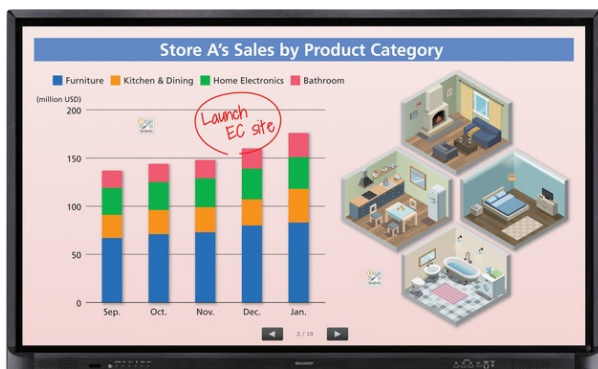 Store A's Sales by Product Category
Furniture Kitchen & Dining Home Electronics Bathroom
(million USD)
200
Launch
EC site
150
100
50
0
Sep. Oct. Nov. Dec. Jan.
2 / 10
SHARP